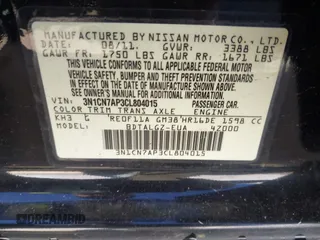 MANUFACTURED BY NISSAN MOTOR CO., LTD.
DATE: 08/11. GVWR: 3388 LBS
GAWR FR: 1750 LBS GAWR RR: 1671 LBS
THIS VEHICLE CONFORMS TO ALL APPLICABLE
FEDERAL MOTOR VEHICLE SAFETY, BUMPER,
AND THEFT PREVENTION STANDARDS IN EFFECT
ON THE DATE OF MANUFACTURE SHOWN ABOVE.
VIN: 3N1CN7AP3CL804015 PASSENGER CAR.
COLOR TRIM TRANS AXLE ENGINE
KH3 G RE0F11A GM38 HR16DE 1598 CC
BDTALGZ-EUA 42000
3N1CN7AP3CL804015
AUTOBIDMASTER